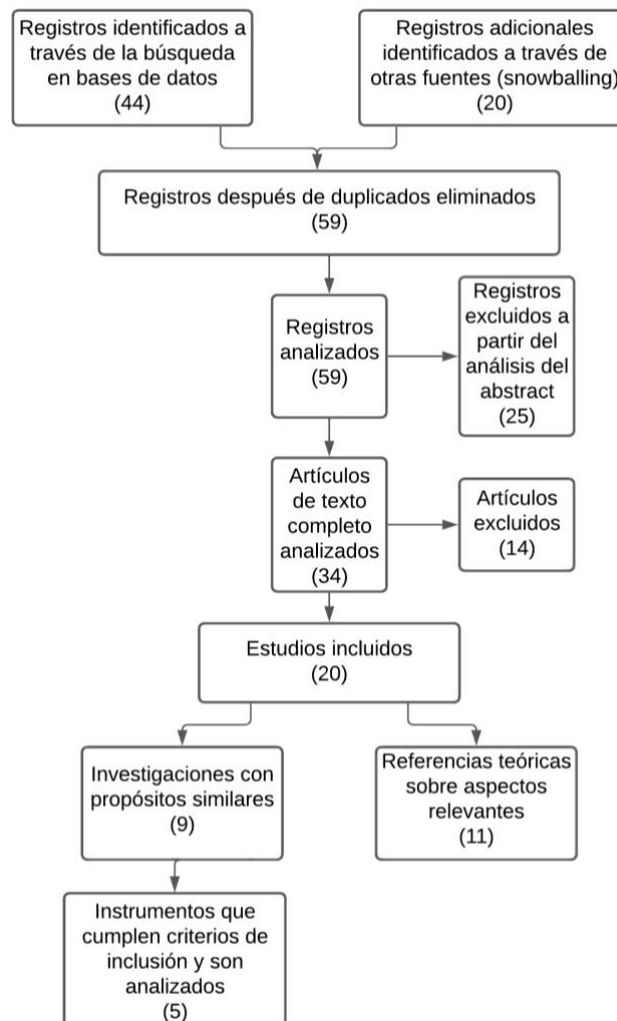 Registros identificados a
través de la búsqueda
en bases de datos
(44)
Registros adicionales
identificados a través de
otras fuentes (snowballing)
(20)
Registros después de duplicados eliminados
(59)
Registros
analizados
(59)
Registros
excluidos a
partir del
análisis del
abstract
(25)
Artículos
de texto
completo
analizados
(34)
Artículos
excluidos
(14)
Estudios incluidos
(20)
Investigaciones con
propósitos similares
(9)
Referencias teóricas
sobre aspectos
relevantes
(11)
Instrumentos que
cumplen criterios de
inclusión y son
analizados
(5)